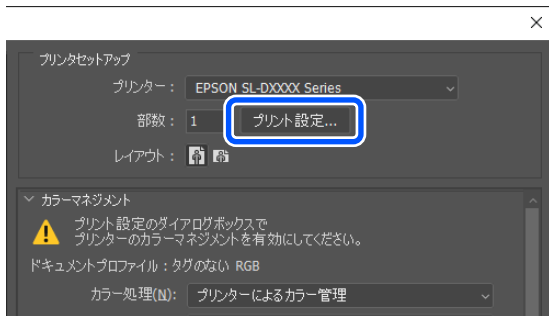 プリンタセットアップ
プリンター： EPSON SL-DXXXX Series
部数： 1 プリント設定...
レイアウト：
カラーマネジメント
プリント設定のダイアログボックスで
プリンターのカラーマネジメントを有効にしてください。
ドキュメントプロファイル：タグのない RGB
カラー処理(N): プリンターによるカラー管理